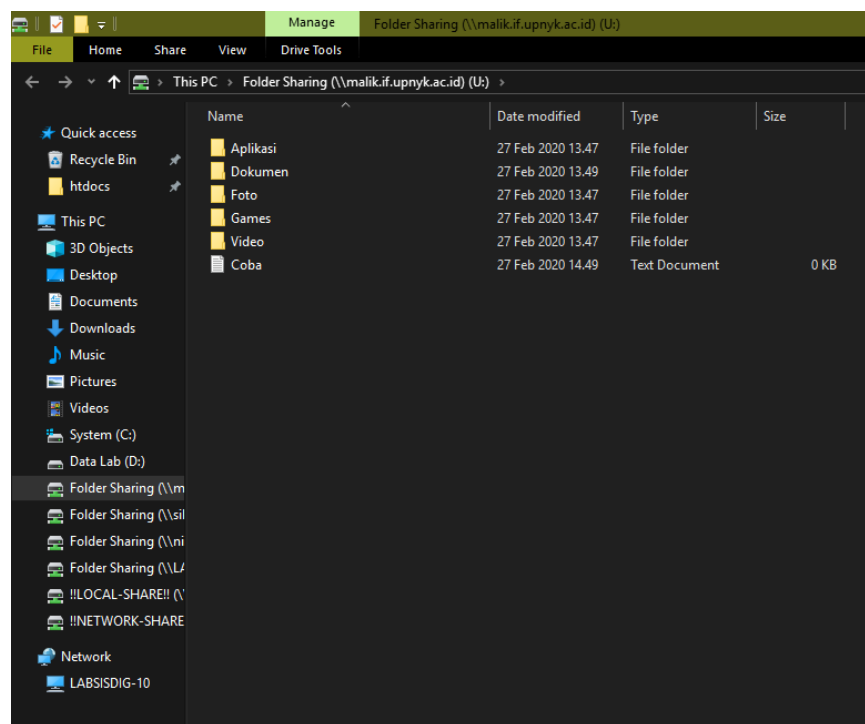 Manage Folder Sharing (\\malik.if.upnyk.ac.id) (U:)
File Home Share View Drive Tools
This PC > Folder Sharing (\\malik.if.upnyk.ac.id) (U:) >
Quick access
Recycle Bin
htdocs
This PC
3D Objects
Desktop
Documents
Downloads
Music
Pictures
Videos
System (C:)
Data Lab (D:)
Folder Sharing (\\m
Folder Sharing (\\sil
Folder Sharing (\\ni
Folder Sharing (\\LA
!!LOCAL-SHARE!! (\
!!NETWORK-SHARE
Network
LABSISDIG-10
Name Date modified Type Size
Aplikasi 27 Feb 2020 13.47 File folder
Dokumen 27 Feb 2020 13.49 File folder
Foto 27 Feb 2020 13.47 File folder
Games 27 Feb 2020 13.47 File folder
Video 27 Feb 2020 13.47 File folder
Coba 27 Feb 2020 14.49 Text Document 0 KB